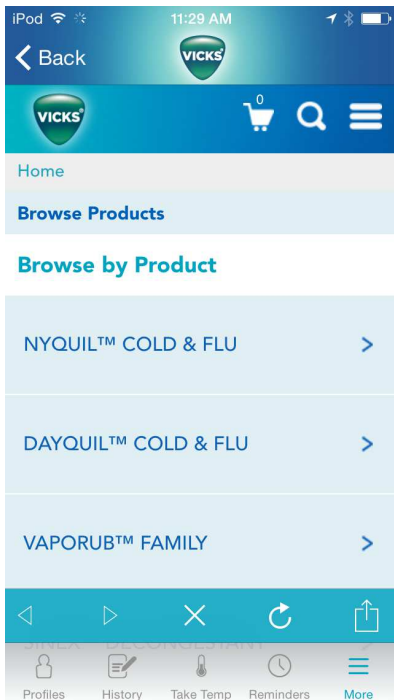 iPod 11:29 AM
Back VICKS
VICKS 0
Home
Browse Products
Browse by Product
NYQUIL™ COLD & FLU
DAYQUIL™ COLD & FLU
VAPORUB™ FAMILY
Profiles History Take Temp Reminders More